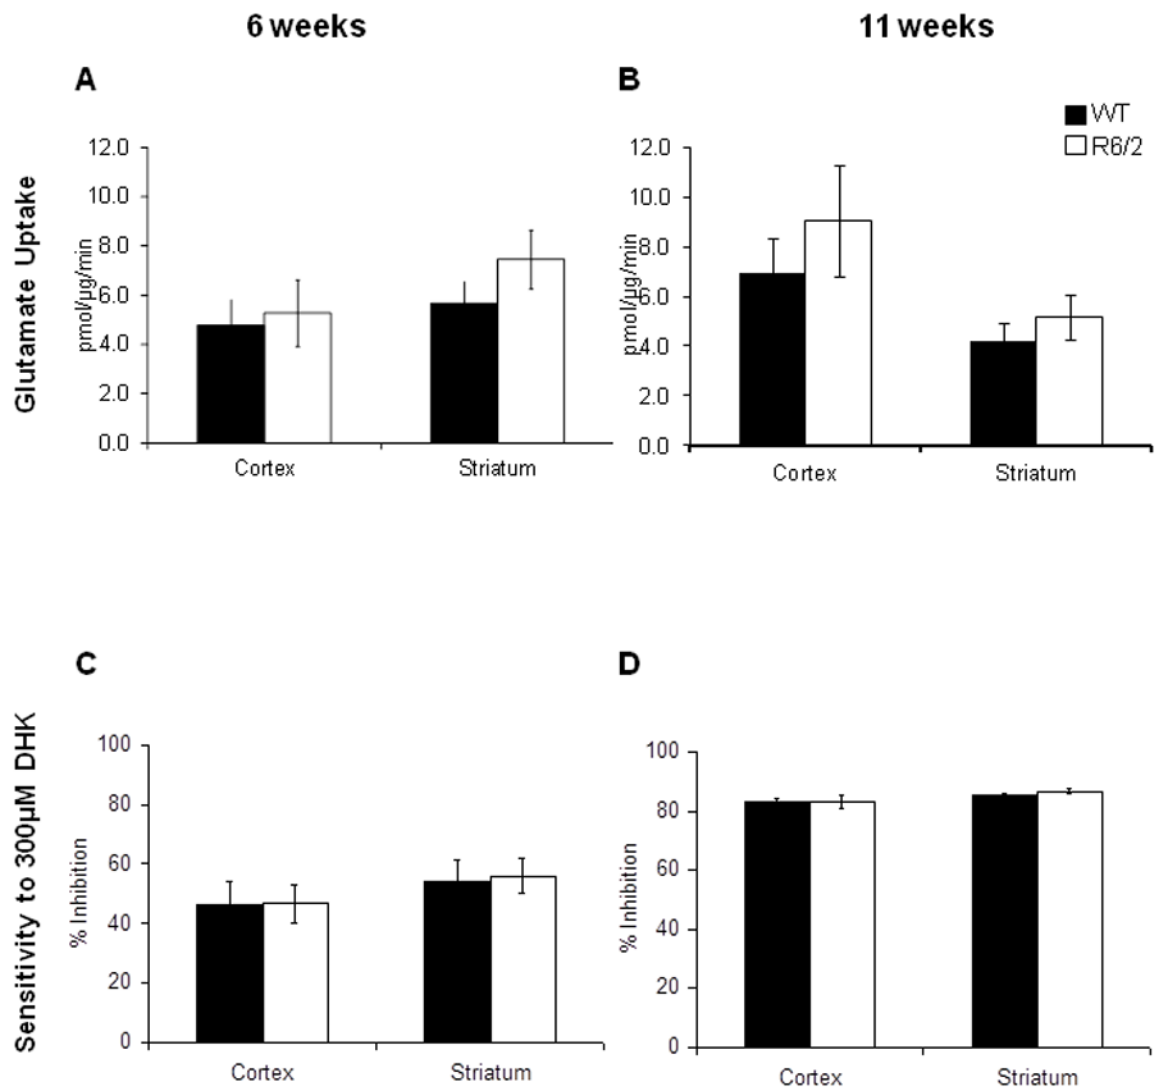 6 weeks
11 weeks
A
B
WT
R6/2
Glutamate Uptake
pmol/µg/min
12.0
10.0
8.0
6.0
4.0
2.0
0.0
Cortex
Striatum
pmol/µg/min
12.0
10.0
8.0
6.0
4.0
2.0
0.0
Cortex
Striatum
C
D
Sensitivity to 300µM DHK
% Inhibition
100
80
60
40
20
0
Cortex
Striatum
% Inhibition
100
80
60
40
20
0
Cortex
Striatum